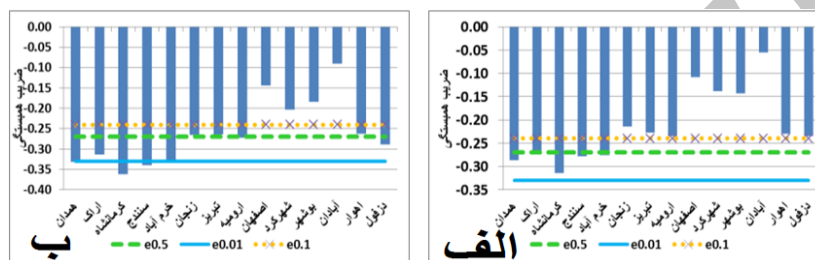 0.00
-0.05
-0.10
-0.15
-0.20
-0.25
-0.30
-0.35
-0.40
ضریب همبستگی
همدان اراک کرمانشاه سنندج خرم آباد زنجان تبریز ارومیه اصفهان شهرکرد بوشهر آبادان اهواز دزفول
e0.5 e0.01 e0.1
ب
0.00
-0.05
-0.10
-0.15
-0.20
-0.25
-0.30
-0.35
ضریب همبستگی
همدان اراک کرمانشاه سنندج خرم آباد زنجان تبریز ارومیه اصفهان شهرکرد بوشهر آبادان اهواز دزفول
e0.5 e0.01 e0.1
الف